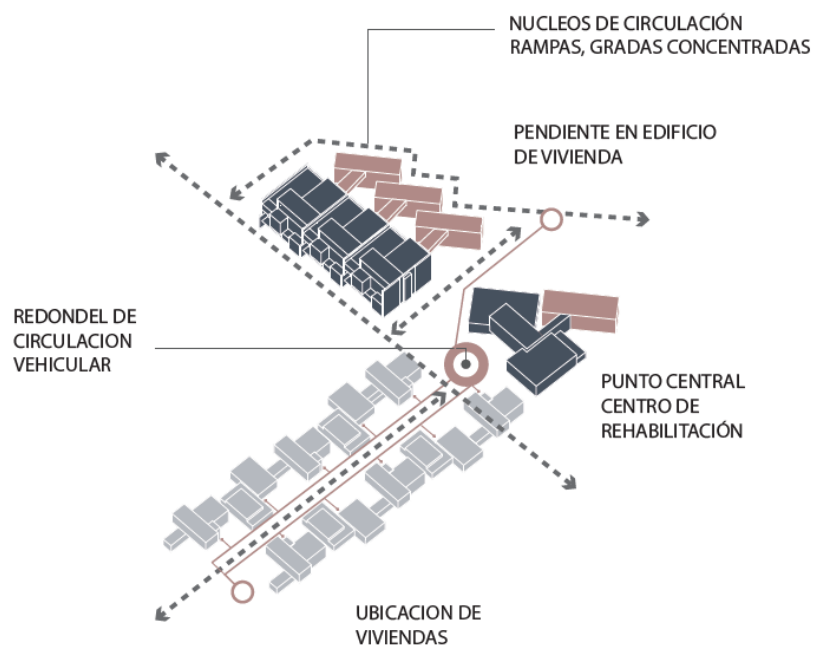 NUCLEOS DE CIRCULACIÓN
RAMPAS, GRADAS CONCENTRADAS
PENDIENTE EN EDIFICIO
DE VIVIENDA
REDONDEL DE
CIRCULACION
VEHICULAR
PUNTO CENTRAL
CENTRO DE
REHABILITACIÓN
UBICACION DE
VIVIENDAS